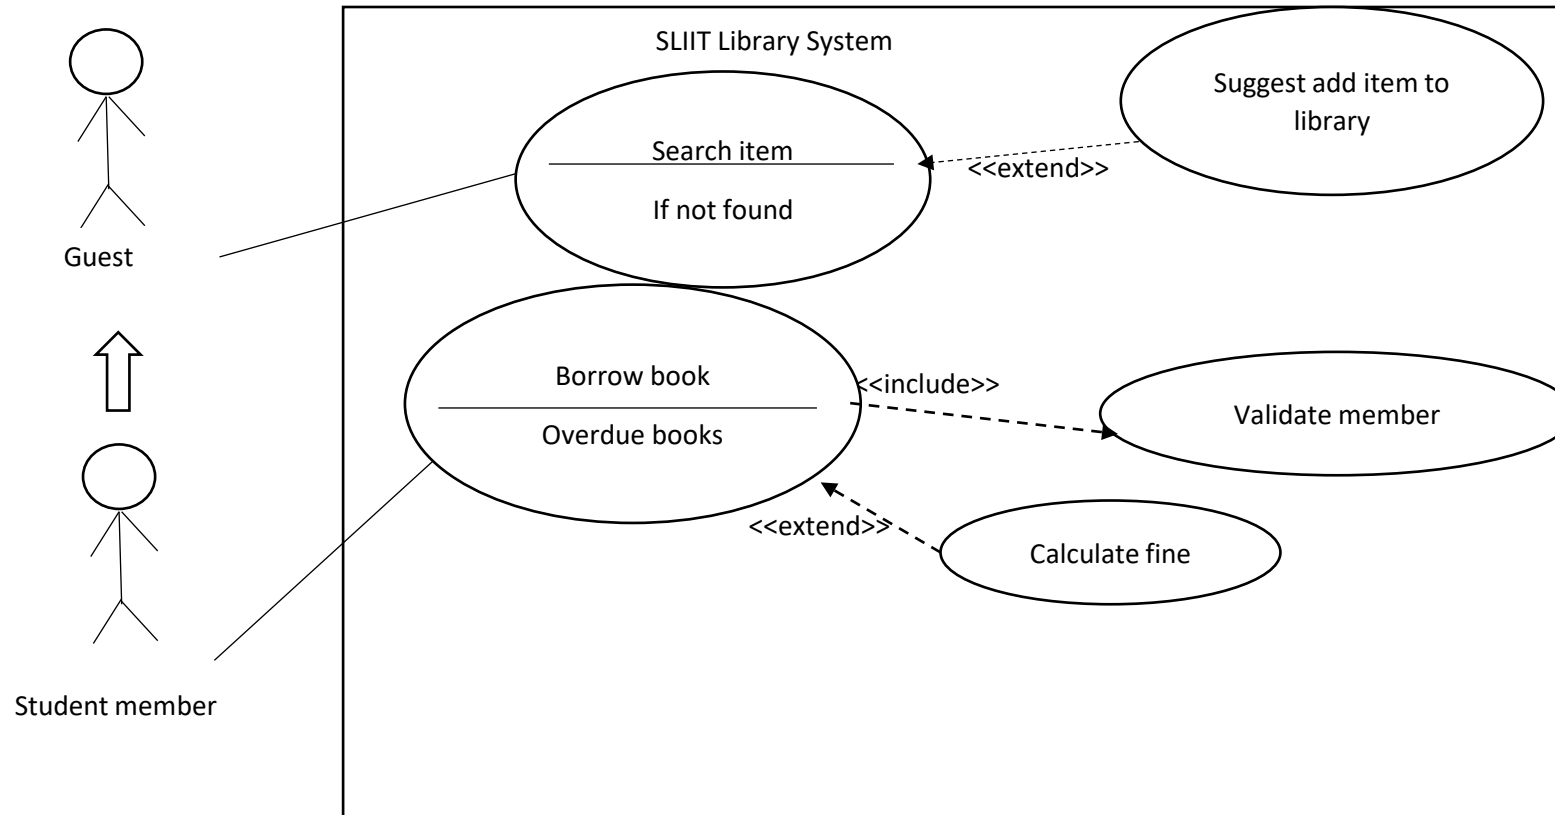 SLIIT Library System
Suggest add item to
library
Search item
<<extend>>
If not found
Guest
Borrow book
<<include>>
Validate member
Overdue books
<<extend>>
Calculate fine
Student member